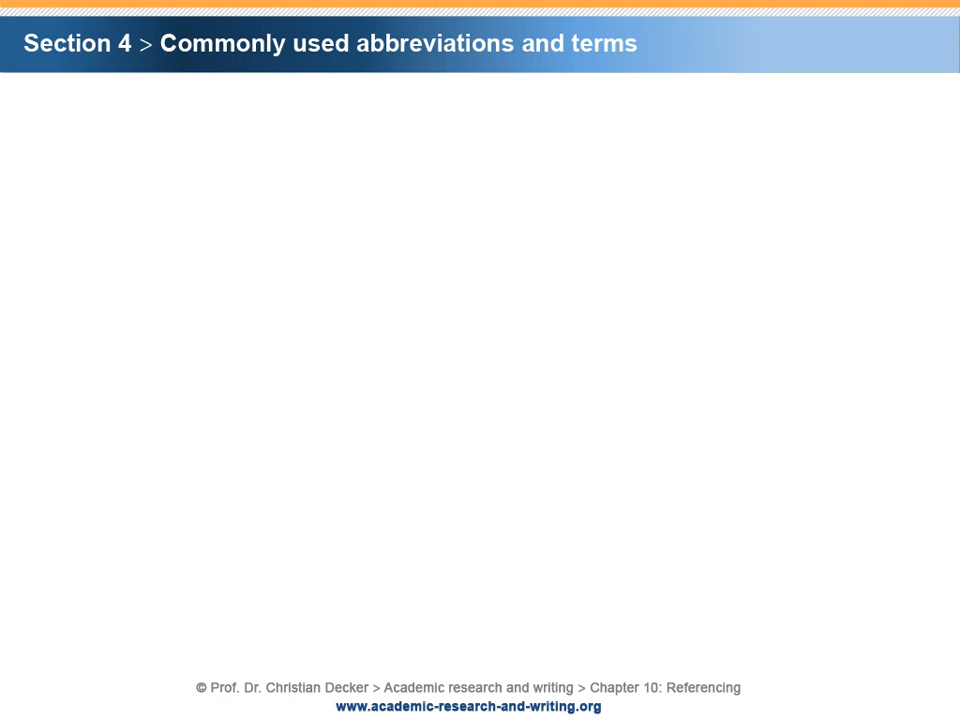 Section 4 > Commonly used abbreviations and terms
© Prof. Dr. Christian Decker > Academic research and writing > Chapter 10: Referencing
www.academic-research-and-writing.org